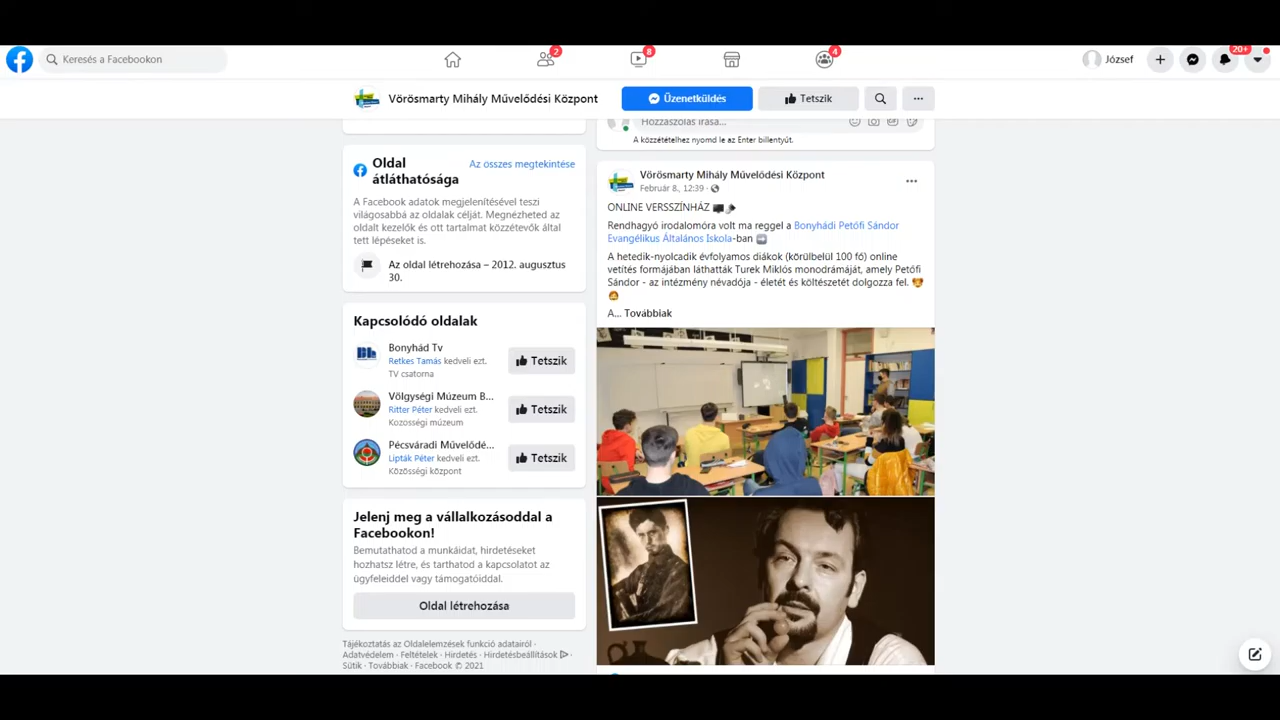 Keresés a Facebookon
2
8
4
József
20+
Vörösmarty Mihály Művelődési Központ
Üzenetküldés
Tetszik
Oldal
átláthatósága
Az összes megtekintése
A Facebook adatok megjelenítésével teszi
világosabbá az oldalak célját. Megnézheted az
oldalt kezelők és ott tartalmat közzétevők által
tett lépéseket is.
Az oldal létrehozása – 2012. augusztus
30.
Kapcsolódó oldalak
Bonyhád Tv
Retkes Tamás kedveli ezt.
TV csatorna
Tetszik
Völgységi Múzeum B...
Ritter Péter kedveli ezt.
Közösségi múzeum
Tetszik
Pécsváradi Művelődé...
Lipták Péter kedveli ezt.
Közösségi központ
Tetszik
Jelenj meg a vállalkozásoddal a
Facebookon!
Bemutathatod a munkáidat, hirdetéseket
hozhatsz létre, és tarthatod a kapcsolatot az
ügyfeleiddel vagy támogatóiddal.
Oldal létrehozása
Tájékoztatás az Oldalelemzések funkció adatairól ·
Adatvédelem · Feltételek · Hirdetés · Hirdetésbeállítások ·
Sütik · Továbbiak · Facebook © 2021
Hozzászólás írása...
A közzétételhez nyomd le az Enter billentyűt.
Vörösmarty Mihály Művelődési Központ
Február 8., 12:39 ·
ONLINE VERSSZÍNHÁZ
Rendhagyó irodalomóra volt ma reggel a Bonyhádi Petőfi Sándor
Evangélikus Általános Iskola-ban
A hetedik-nyolcadik évfolyamos diákok (körülbelül 100 fő) online
vetítés formájában láthatták Turek Miklós monodrámáját, amely Petőfi
Sándor - az intézmény névadója - életét és költészetét dolgozza fel.
A... Továbbiak